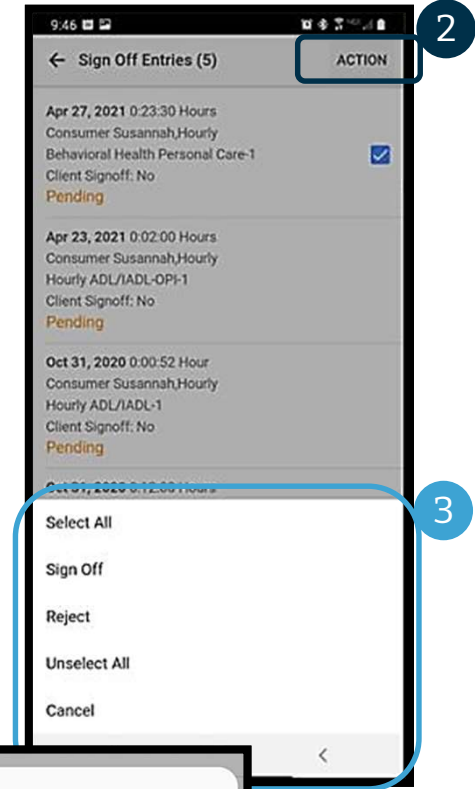 2
9:46
← Sign Off Entries (5) ACTION
Apr 27, 2021 0:23:30 Hours
Consumer Susannah,Hourly
Behavioral Health Personal Care-1
Client Signoff: No
Pending
Apr 23, 2021 0:02:00 Hours
Consumer Susannah,Hourly
Hourly ADL/IADL-OPI-1
Client Signoff: No
Pending
Oct 31, 2020 0:00:52 Hour
Consumer Susannah,Hourly
Hourly ADL/IADL-1
Client Signoff: No
Pending
3
Select All
Sign Off
Reject
Unselect All
Cancel